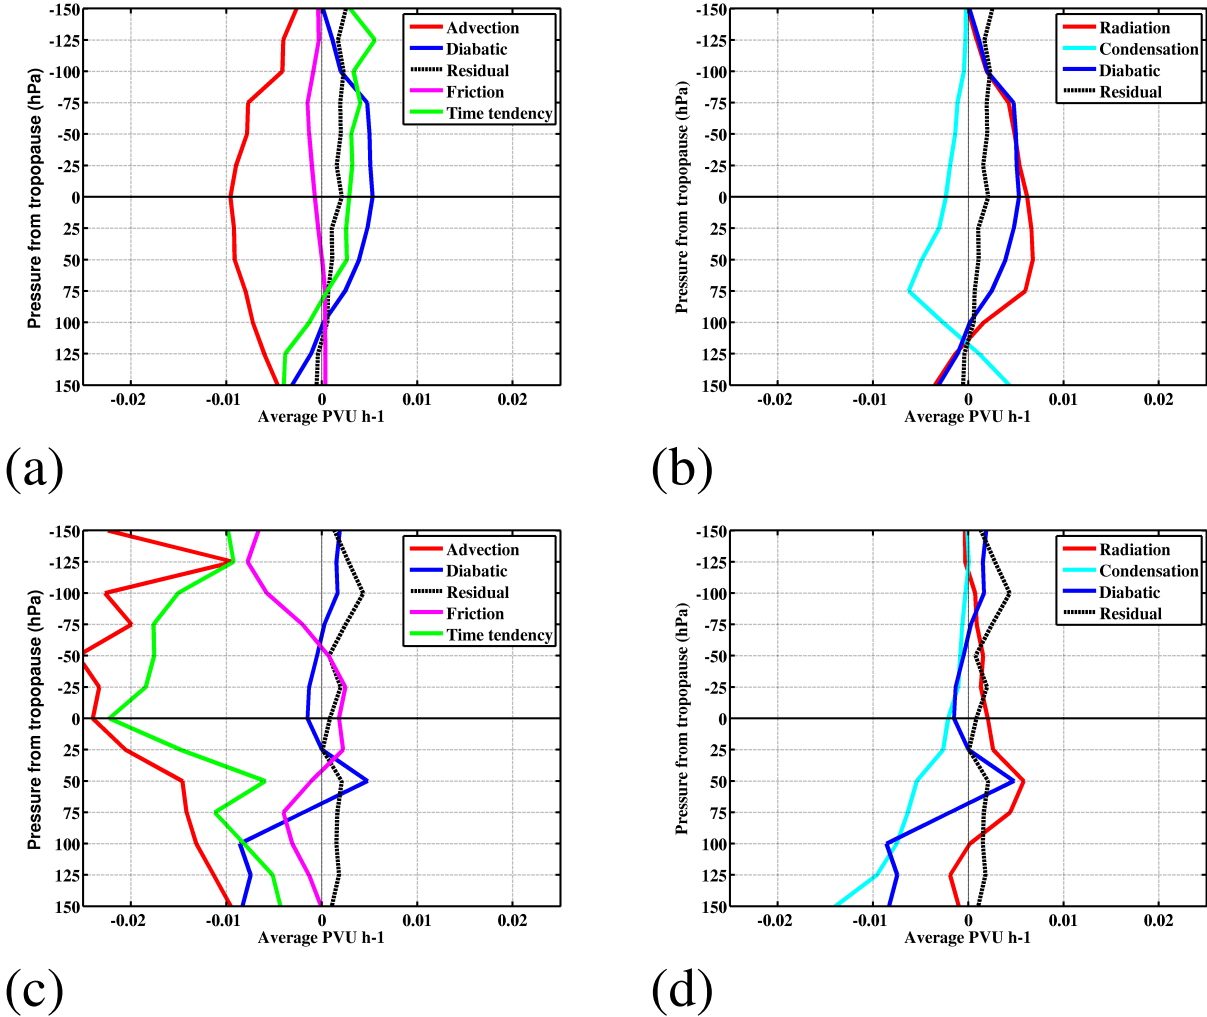 -150
-125
-100
-75
-50
-25
0
25
50
75
100
125
150
-0.02 -0.01 0 0.01 0.02
Average PVU h-1
Pressure from tropopause (hPa)
Advection
Diabatic
Residual
Friction
Time tendency
(a)
-150
-125
-100
-75
-50
-25
0
25
50
75
100
125
150
-0.02 -0.01 0 0.01 0.02
Average PVU h-1
Pressure from tropopause (hPa)
Radiation
Condensation
Diabatic
Residual
(b)
-150
-125
-100
-75
-50
-25
0
25
50
75
100
125
150
-0.02 -0.01 0 0.01 0.02
Average PVU h-1
Pressure from tropopause (hPa)
Advection
Diabatic
Residual
Friction
Time tendency
(c)
-150
-125
-100
-75
-50
-25
0
25
50
75
100
125
150
-0.02 -0.01 0 0.01 0.02
Average PVU h-1
Pressure from tropopause (hPa)
Radiation
Condensation
Diabatic
Residual
(d)